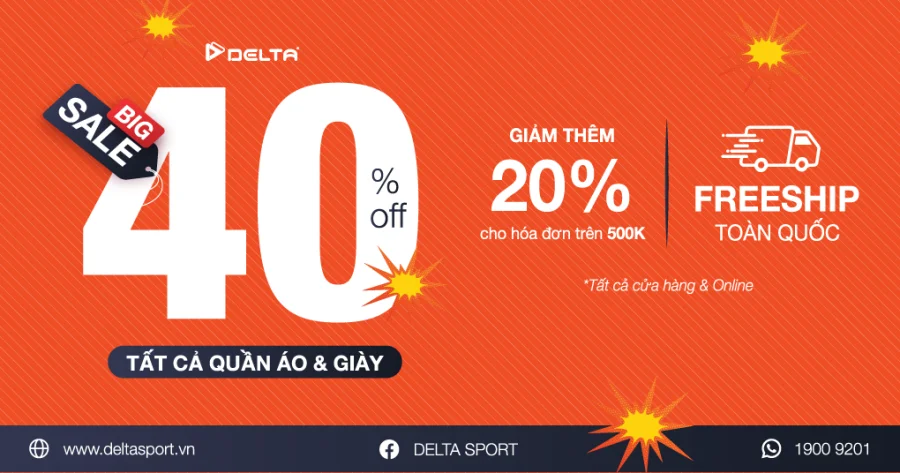 DELTA
BIG
SALE
40
%
off
TẤT CẢ QUẦN ÁO & GIÀY
GIẢM THÊM
20%
cho hóa đơn trên 500K
FREESHIP
TOÀN QUỐC
*Tất cả cửa hàng & Online
www.deltasport.vn
DELTA SPORT
1900 9201